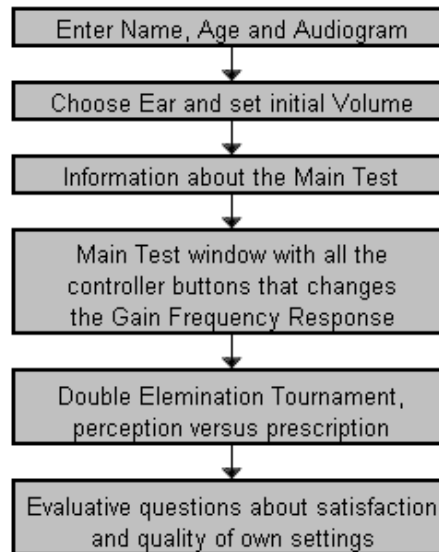 Enter Name, Age and Audiogram
Choose Ear and set initial Volume
Information about the Main Test
Main Test window with all the
controller buttons that changes
the Gain Frequency Response
Double Elemination Tournament,
perception versus prescription
Evaluative questions about satisfaction
and quality of own settings